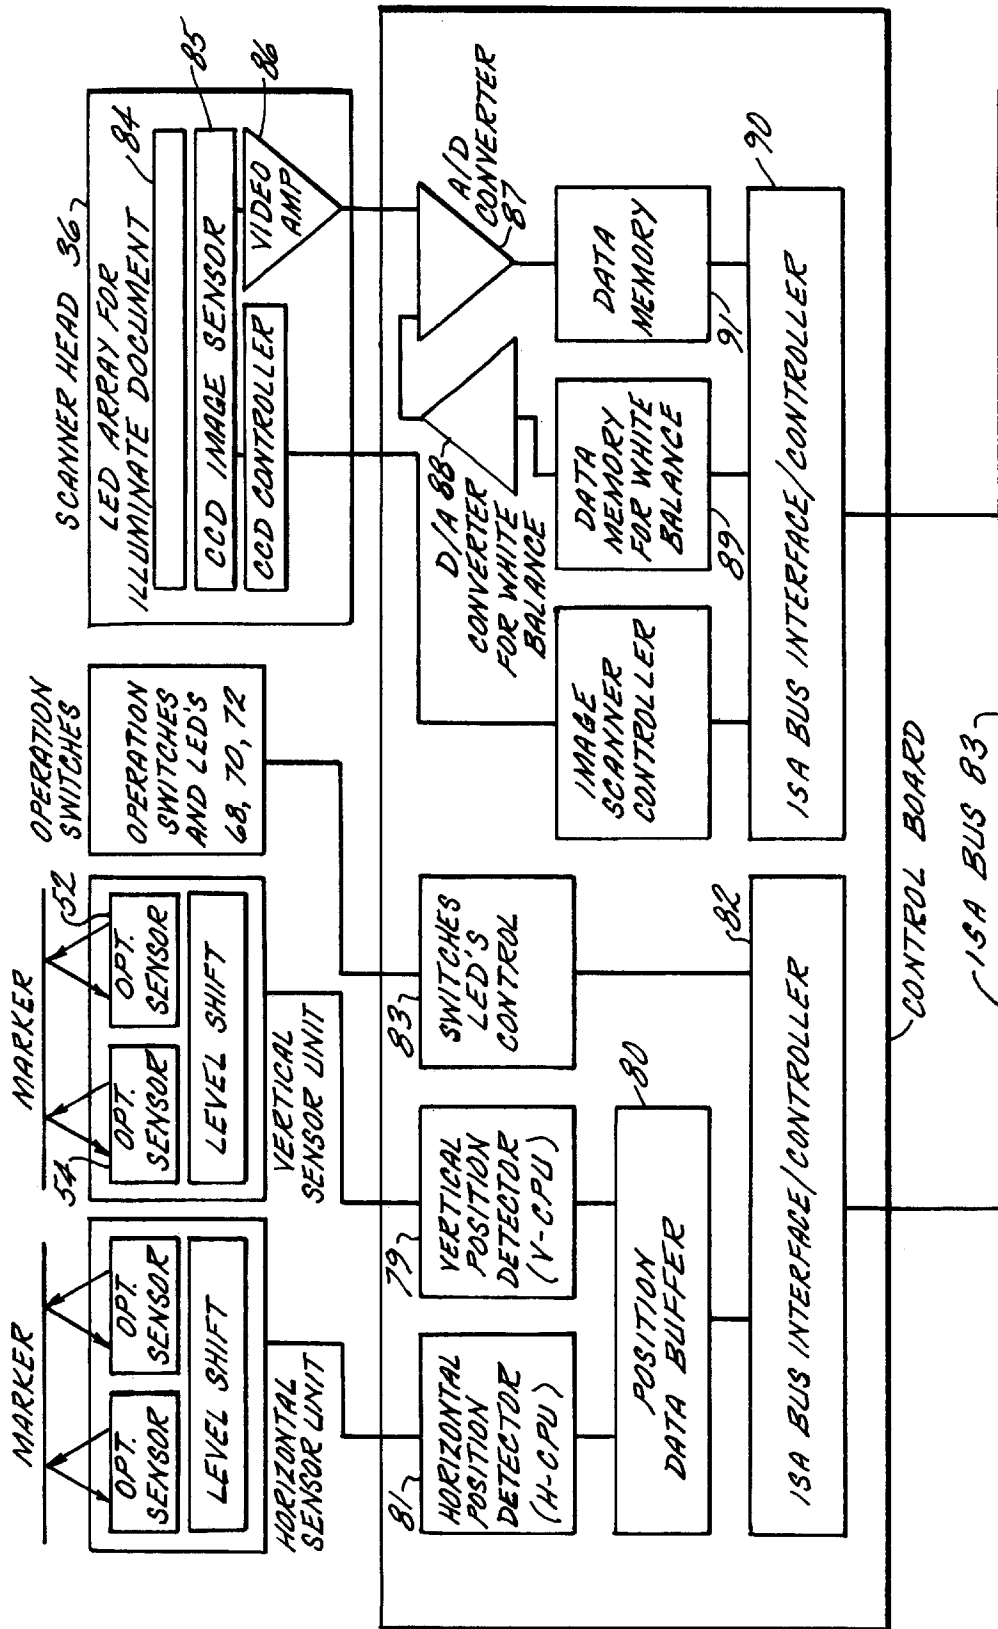 MARKER
OPT.
SENSOR
OPT.
SENSOR
LEVEL SHIFT
HORIZONTAL
SENSOR UNIT
MARKER
54
OPT.
SENSOR
OPT.
SENSOR
52
LEVEL SHIFT
VERTICAL
SENSOR UNIT
OPERATION
SWITCHES
OPERATION
SWITCHES
AND LED'S
68, 70, 72
SCANNER HEAD 36
LED ARRAY FOR
ILLUMINATE DOCUMENT
84
CCD IMAGE SENSOR
85
CCD CONTROLLER
VIDEO
AMP
86
81
HORIZONTAL
POSITION
DETECTOR
(H-CPU)
79
VERTICAL
POSITION
DETECTOR
(V-CPU)
83
SWITCHES
LED'S
CONTROL
D/A 88
CONVERTER
FOR WHITE
BALANCE
A/D
CONVERTER
87
POSITION
DATA BUFFER
80
IMAGE
SCANNER
CONTROLLER
DATA
MEMORY
FOR WHITE
BALANCE
89
DATA
MEMORY
91
ISA BUS INTERFACE/CONTROLLER
82
ISA BUS INTERFACE/CONTROLLER
90
CONTROL BOARD
ISA BUS 83